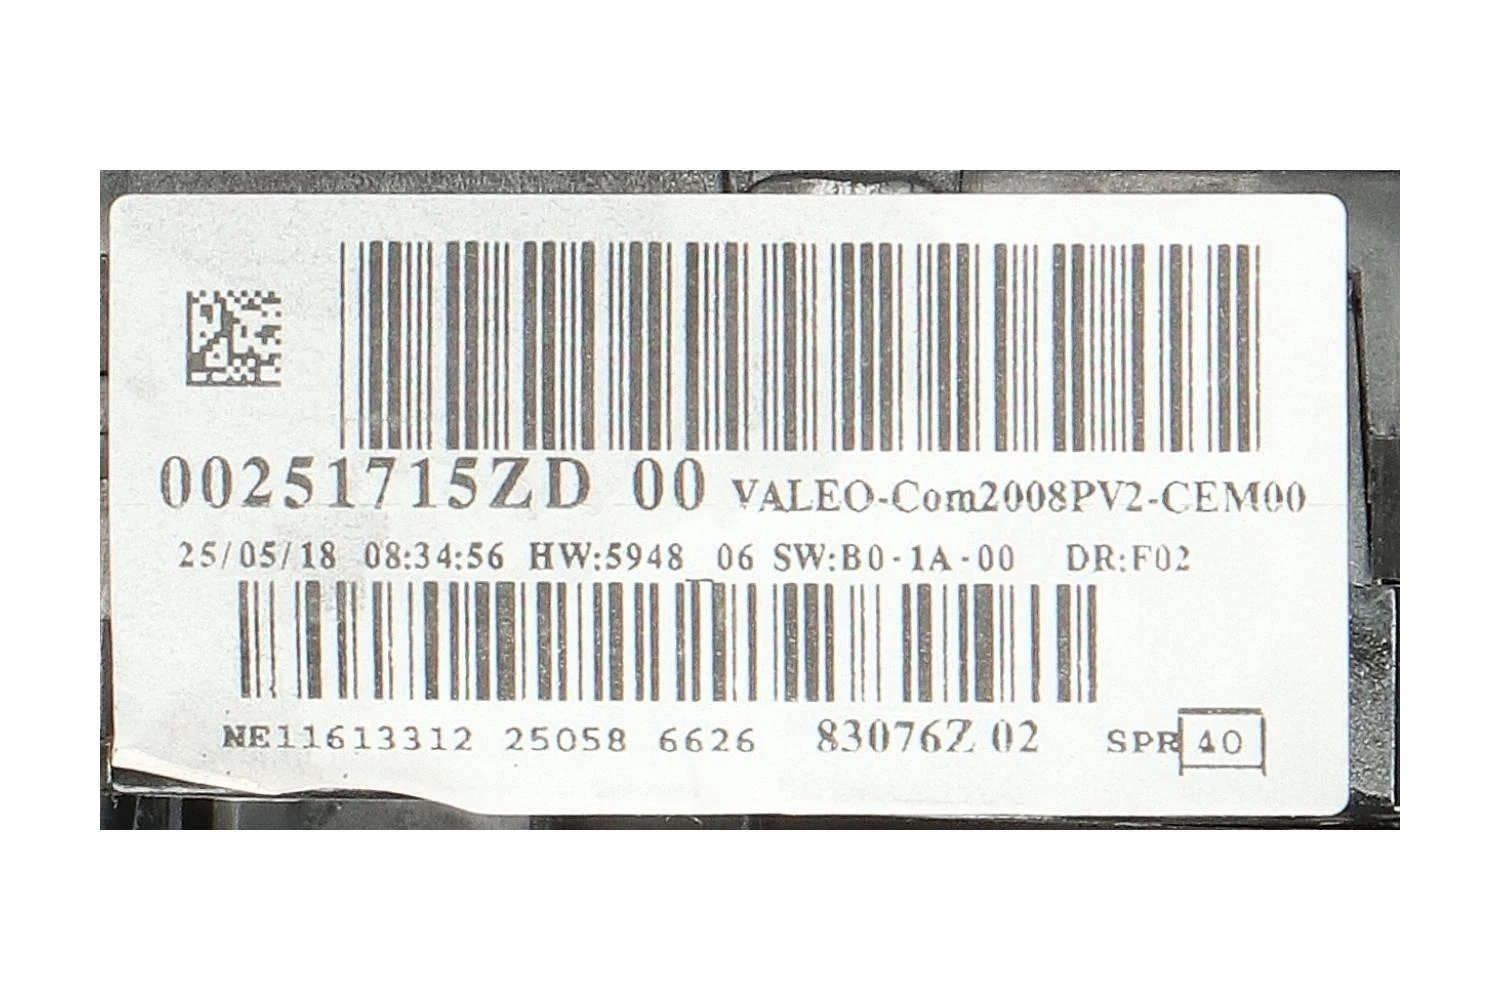 00251715ZD 00 VALEO-Com2008PV2-CEM00
25/05/18 08:34:56 HW:5948 06 SW:B0-1A-00 DR:F02
NE11613312 25058 6626 83076Z 02 SPR 40